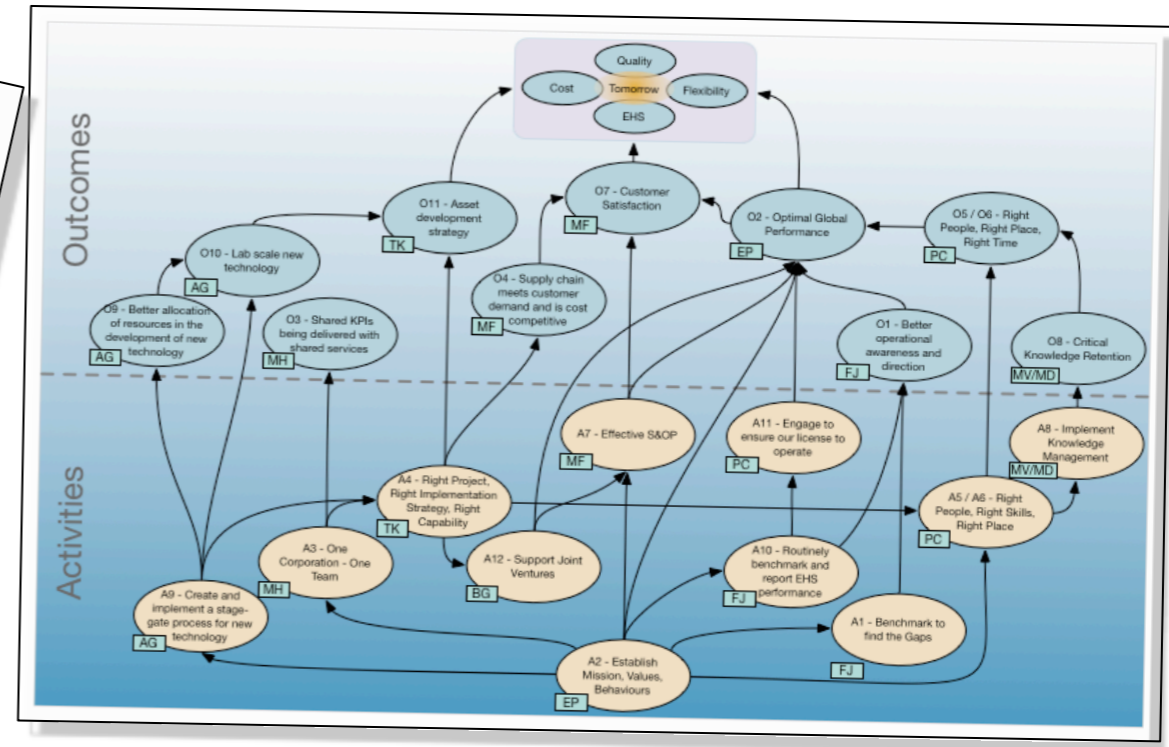 Outcomes
Activities
Quality
Cost
Tomorrow
Flexibility
EHS
O11 - Asset
development
strategy
TK
O7 - Customer
Satisfaction
MF
O2 - Optimal Global
Performance
EP
O5 / O6 - Right
People, Right Place,
Right Time
PC
O10 - Lab scale new
technology
AG
O9 - Better allocation
of resources in the
development of new
technology
AG
O3 - Shared KPIs
being delivered with
shared services
MH
O4 - Supply chain
meets customer
demand and is cost
competitive
MF
O1 - Better
operational
awareness and
direction
FJ
O8 - Critical
Knowledge Retention
MV/MD
A7 - Effective S&OP
MF
A11 - Engage to
ensure our license to
operate
PC
A8 - Implement
Knowledge
Management
MV/MD
A4 - Right Project,
Right Implementation
Strategy, Right
Capability
TK
A5 / A6 - Right
People, Right Skills,
Right Place
PC
A3 - One
Corporation - One
Team
MH
A12 - Support Joint
Ventures
BG
A10 - Routinely
benchmark and
report EHS
performance
FJ
A9 - Create and
implement a stage-
gate process for new
technology
AG
A1 - Benchmark to
find the Gaps
FJ
A2 - Establish
Mission, Values,
Behaviours
EP